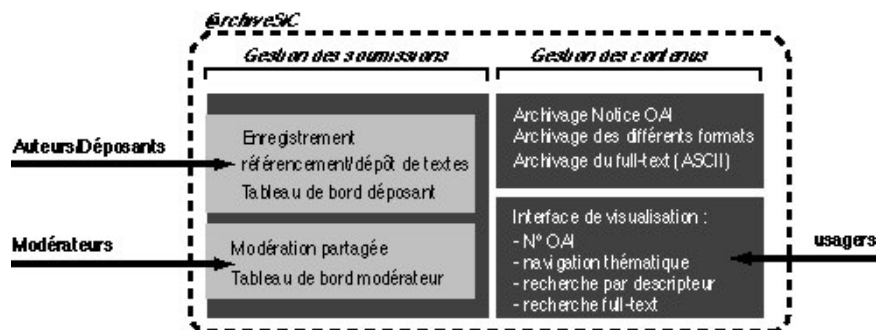 @rchiveSIC
Gestion des soumissions
Gestion des contenus
Auteurs/Déposants
Enregistrement
référencement/dépôt de textes
Tableau de bord déposant
Modérateurs
Modération partagée
Tableau de bord modérateur
Archivage Notice OAI
Archivage des différents formats
Archivage du full-text (ASCII)
Interface de visualisation :
- N° OAI
- navigation thématique
- recherche par descripteur
- recherche full-text
usagers